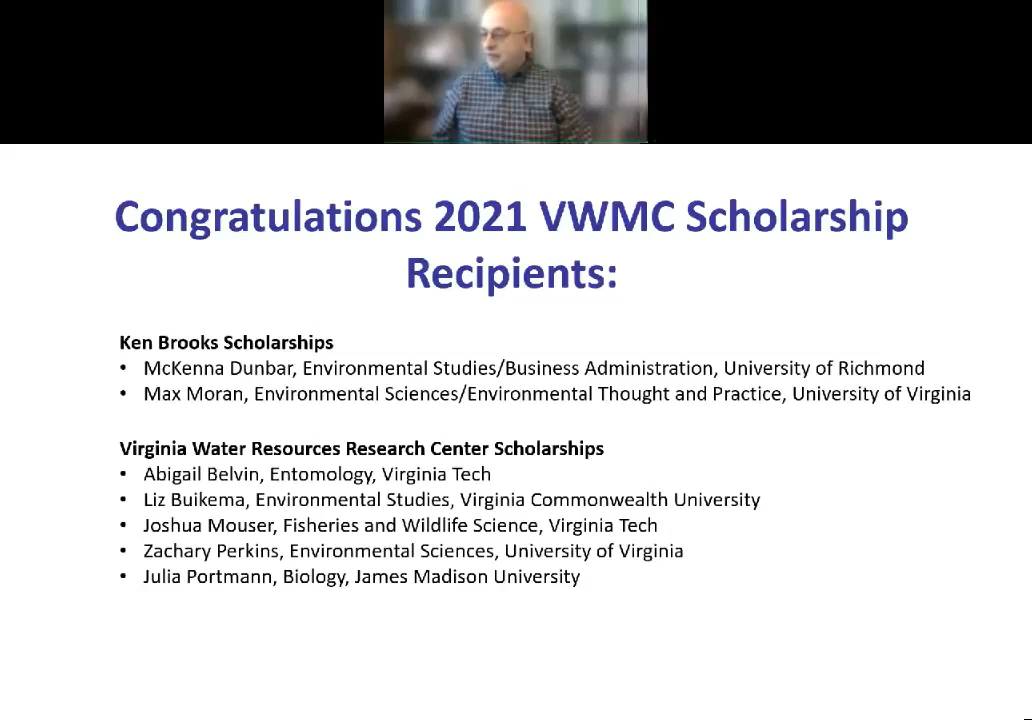 Congratulations 2021 VWMC Scholarship
Recipients:
Ken Brooks Scholarships
• McKenna Dunbar, Environmental Studies/Business Administration, University of Richmond
• Max Moran, Environmental Sciences/Environmental Thought and Practice, University of Virginia
Virginia Water Resources Research Center Scholarships
• Abigail Belvin, Entomology, Virginia Tech
• Liz Buikema, Environmental Studies, Virginia Commonwealth University
• Joshua Mouser, Fisheries and Wildlife Science, Virginia Tech
• Zachary Perkins, Environmental Sciences, University of Virginia
• Julia Portmann, Biology, James Madison University